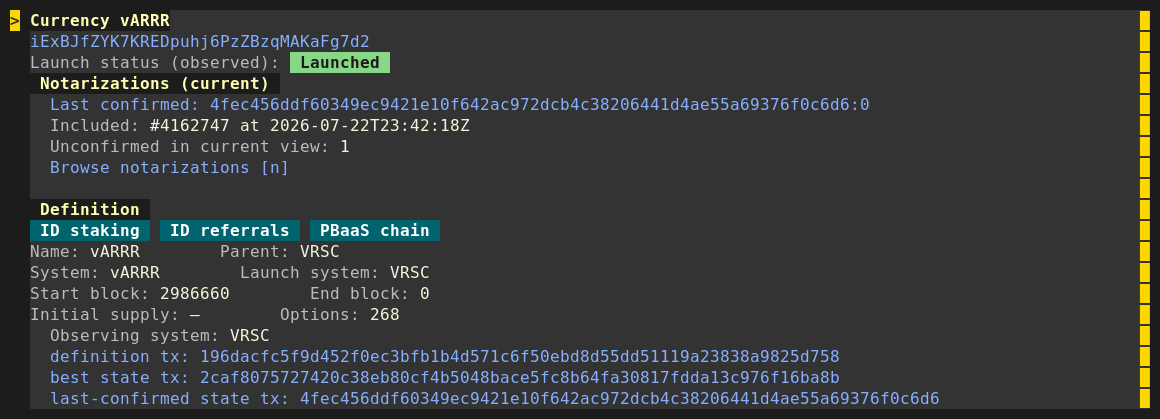 > Currency vARRR
iExBJfZYK7KREDpuhj6PzZBzqMAKaFg7d2
Launch status (observed): Launched
Notarizations (current)
Last confirmed: 4fec456ddf60349ec9421e10f642ac972dcb4c38206441d4ae55a69376f0c6d6:0
Included: #4162747 at 2026-07-22T23:42:18Z
Unconfirmed in current view: 1
Browse notarizations [n]
Definition
ID staking ID referrals PBaaS chain
Name: vARRR Parent: VRSC
System: vARRR Launch system: VRSC
Start block: 2986660 End block: 0
Initial supply: — Options: 268
Observing system: VRSC
definition tx: 196dacfc5f9d452f0ec3bfb1b4d571c6f50ebd8d55dd51119a23838a9825d758
best state tx: 2caf8075727420c38eb80cf4b5048bace5fc8b64fa30817fdda13c976f16ba8b
last-confirmed state tx: 4fec456ddf60349ec9421e10f642ac972dcb4c38206441d4ae55a69376f0c6d6